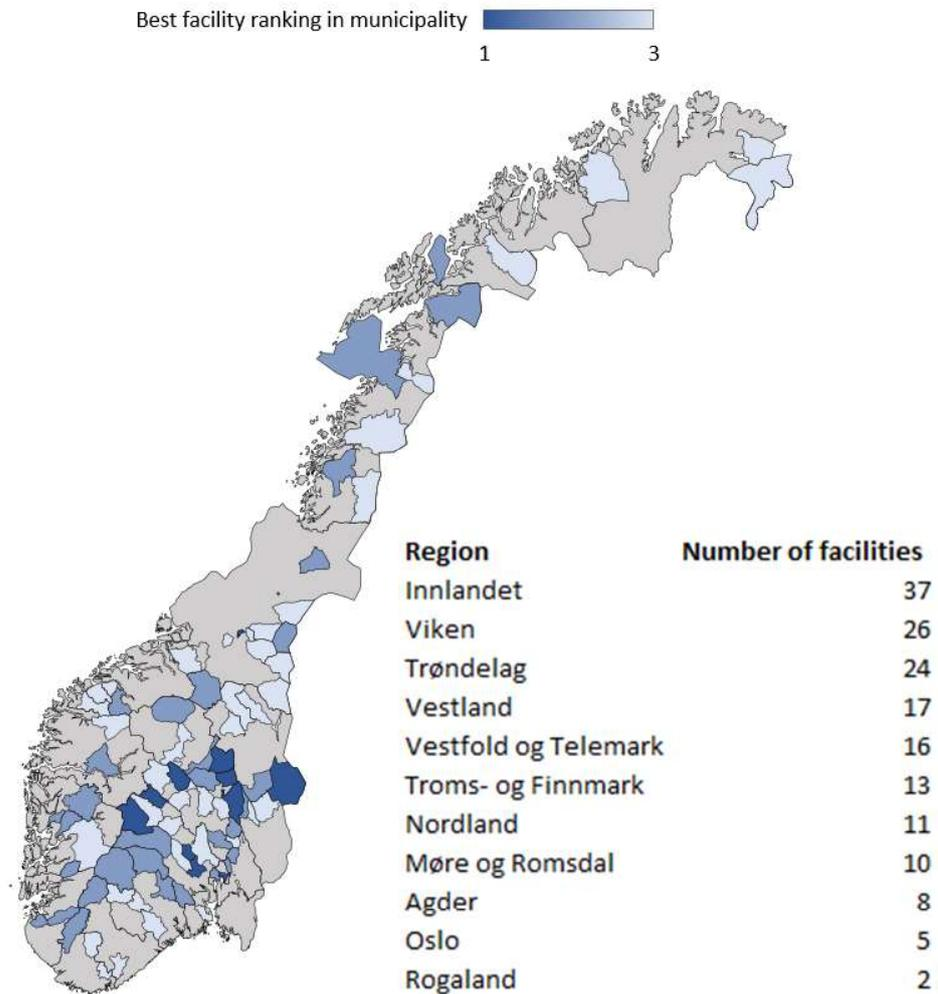 Best facility ranking in municipality
1 3
Region Number of facilities
Innlandet 37
Viken 26
Trøndelag 24
Vestland 17
Vestfold og Telemark 16
Troms- og Finnmark 13
Nordland 11
Møre og Romsdal 10
Agder 8
Oslo 5
Rogaland 2